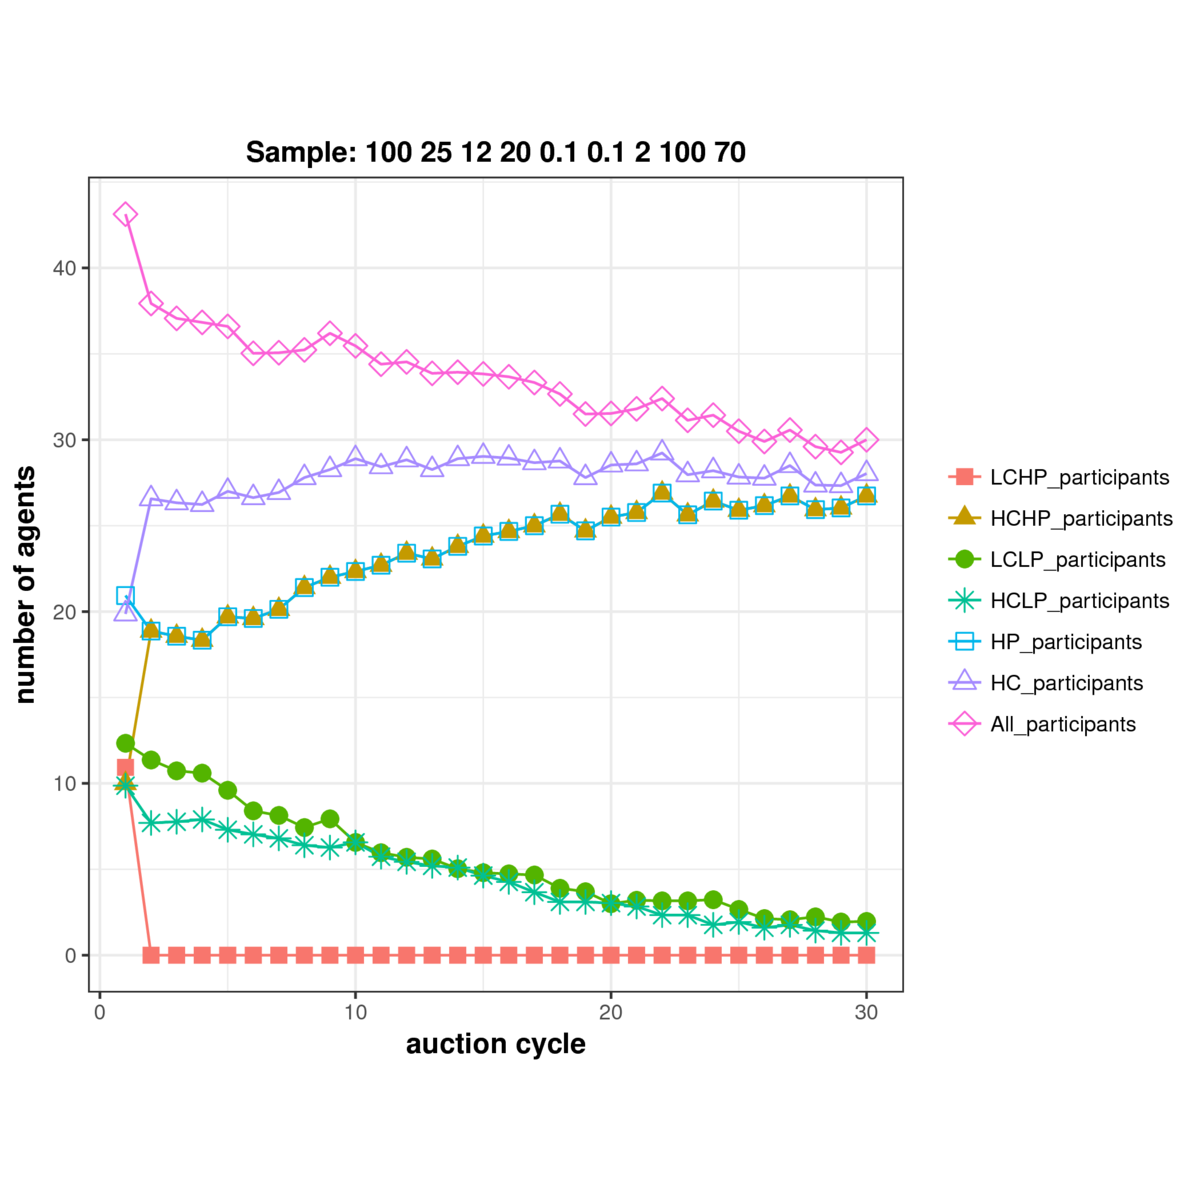 Sample: 100 25 12 20 0.1 0.1 2 100 70
number of agents
40
30
20
10
0
0
10
20
30
auction cycle
LCHP_participants
HCHP_participants
LCLP_participants
HCLP_participants
HP_participants
HC_participants
All_participants